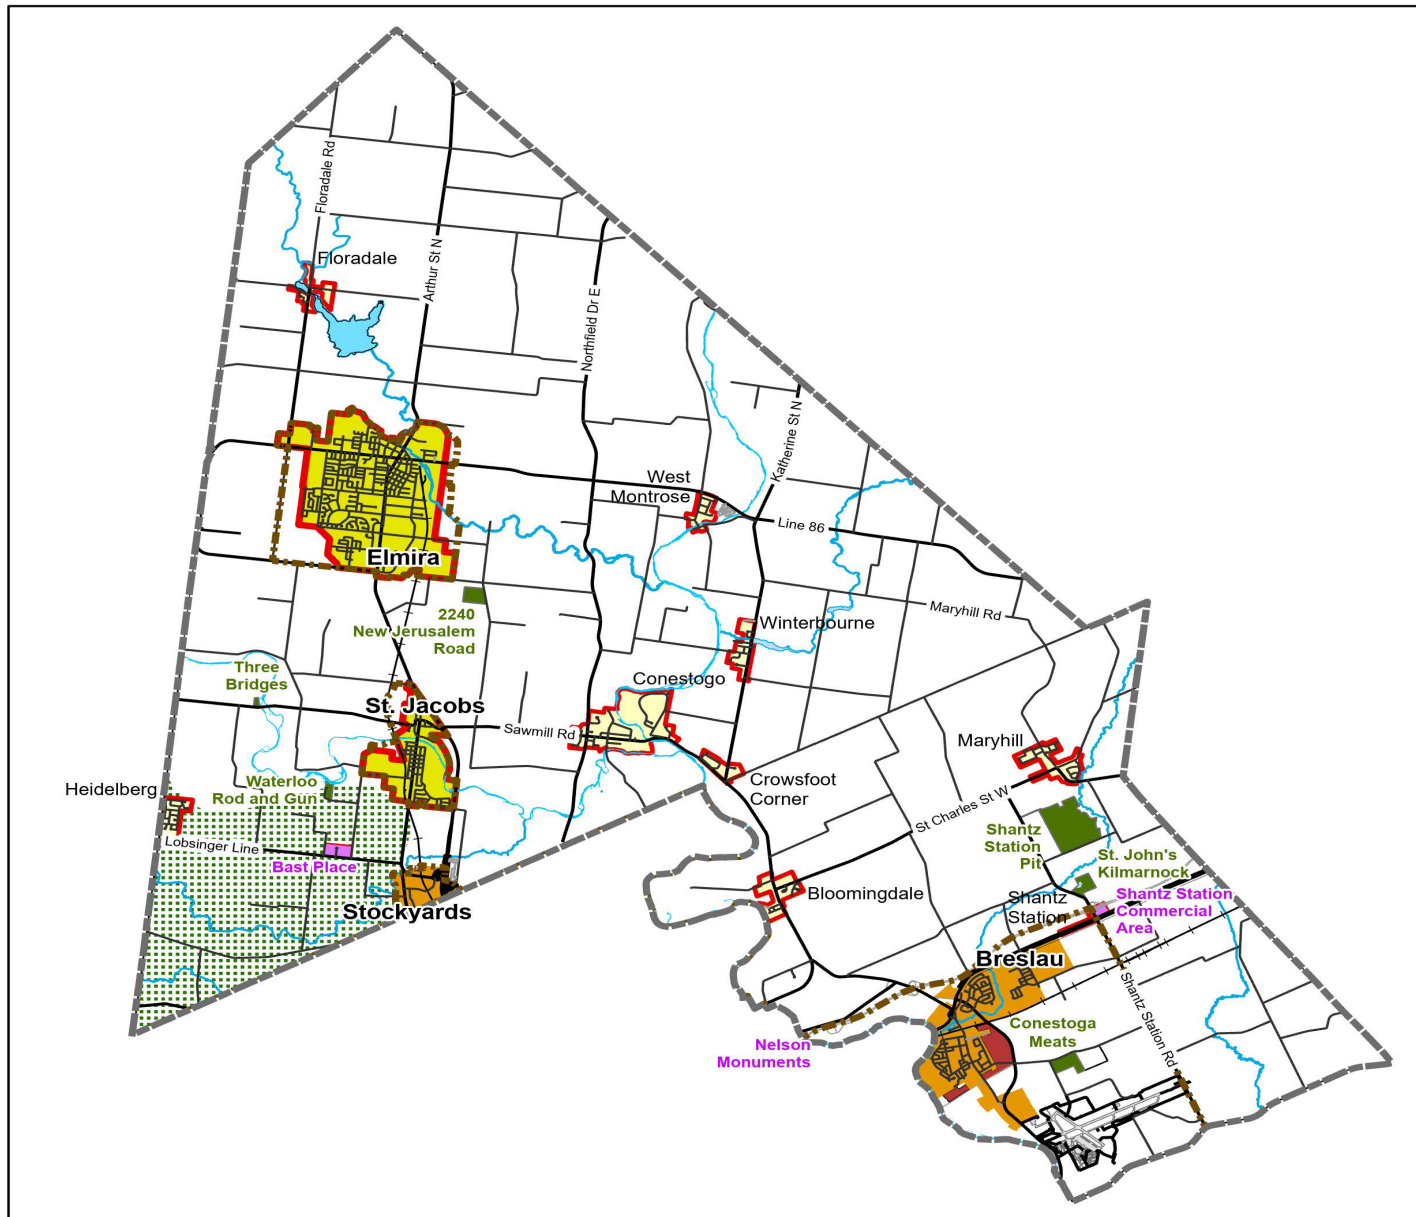 Floradale Rd
Floradale
Arthur St N
Northfield Dr E
Katherine St N
West
Montrose
Line 86
Elmira
2240
New Jerusalem
Road
Maryhill Rd
Winterbourne
Three
Bridges
Conestogo
St. Jacobs
Sawmill Rd
Maryhill
Crowsfoot
Corner
Heidelberg
Waterloo
Rod and Gun
St Charles St W
Lobsinger Line
Bast Place
Shantz
Station
Pit
St. John's
Kilmarnock
Bloomingdale
Stockyards
Shantz
Station
Shantz Station
Commercial
Area
Breslau
Shantz Station Rd
Conestoga
Meats
Nelson
Monuments